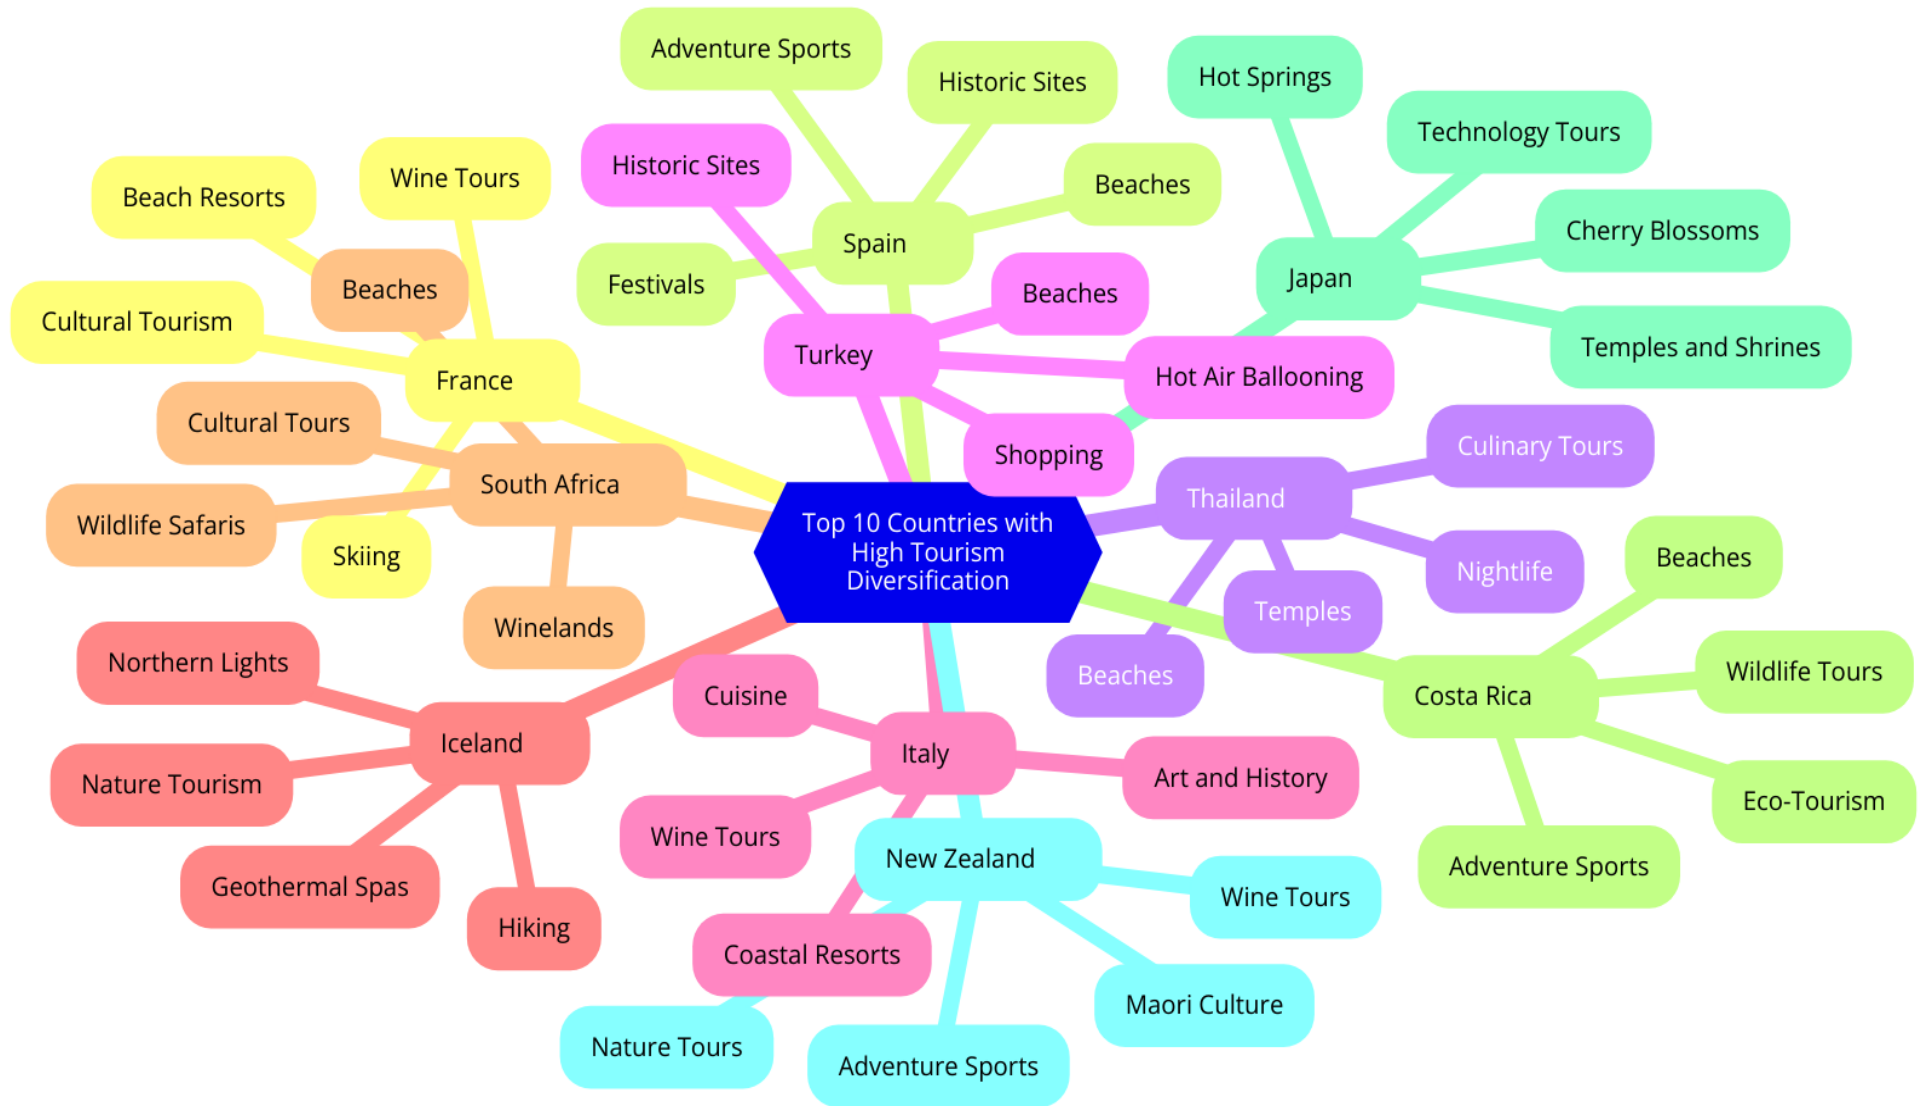 Adventure Sports
Historic Sites
Hot Springs
Technology Tours
Historic Sites
Wine Tours
Beach Resorts
Beaches
Cherry Blossoms
Spain
Festivals
Japan
Beaches
Beaches
Cultural Tourism
Temples and Shrines
Turkey
Hot Air Ballooning
France
Cultural Tours
Culinary Tours
Shopping
South Africa
Thailand
Wildlife Safaris
Skiing
Top 10 Countries with
High Tourism
Diversification
Beaches
Nightlife
Temples
Winelands
Northern Lights
Beaches
Wildlife Tours
Cuisine
Costa Rica
Iceland
Italy
Nature Tourism
Art and History
Eco-Tourism
Wine Tours
New Zealand
Adventure Sports
Geothermal Spas
Wine Tours
Hiking
Coastal Resorts
Maori Culture
Nature Tours
Adventure Sports